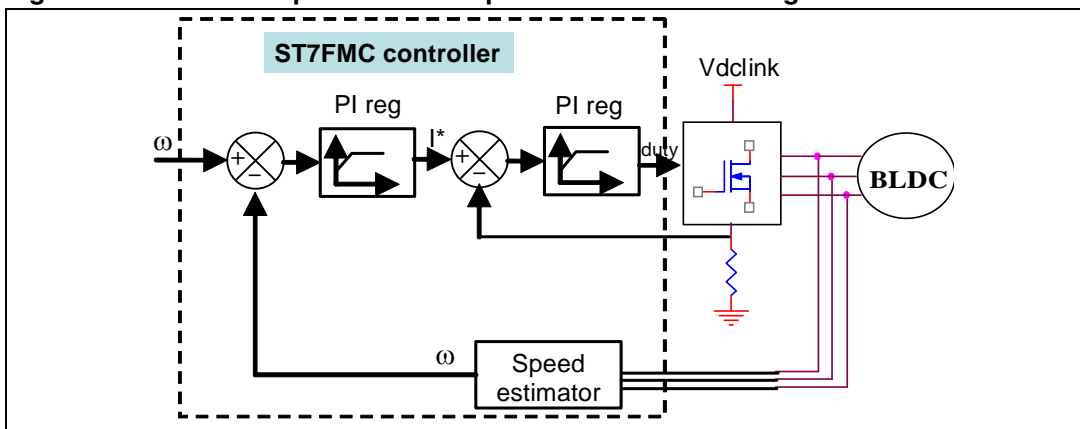 ST7FMC controller
Vdclink
PI reg
PI reg
ω
+
−
I*
+
−
duty
BLDC
ω
Speed
estimator